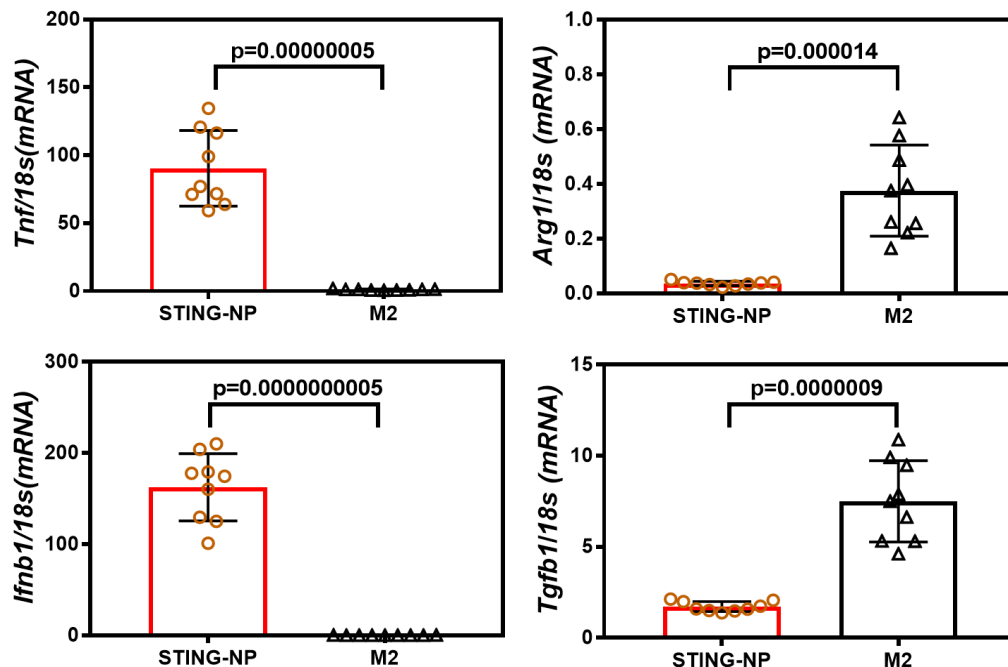 Tnf/18s(mRNA)
200
150
100
50
0
p=0.00000005
STING-NP M2
Arg1/18s (mRNA)
1.0
0.8
0.6
0.4
0.2
0.0
p=0.000014
STING-NP M2
Ifnb1/18s(mRNA)
300
200
100
0
p=0.0000000005
STING-NP M2
Tgfb1/18s (mRNA)
15
10
5
0
p=0.0000009
STING-NP M2